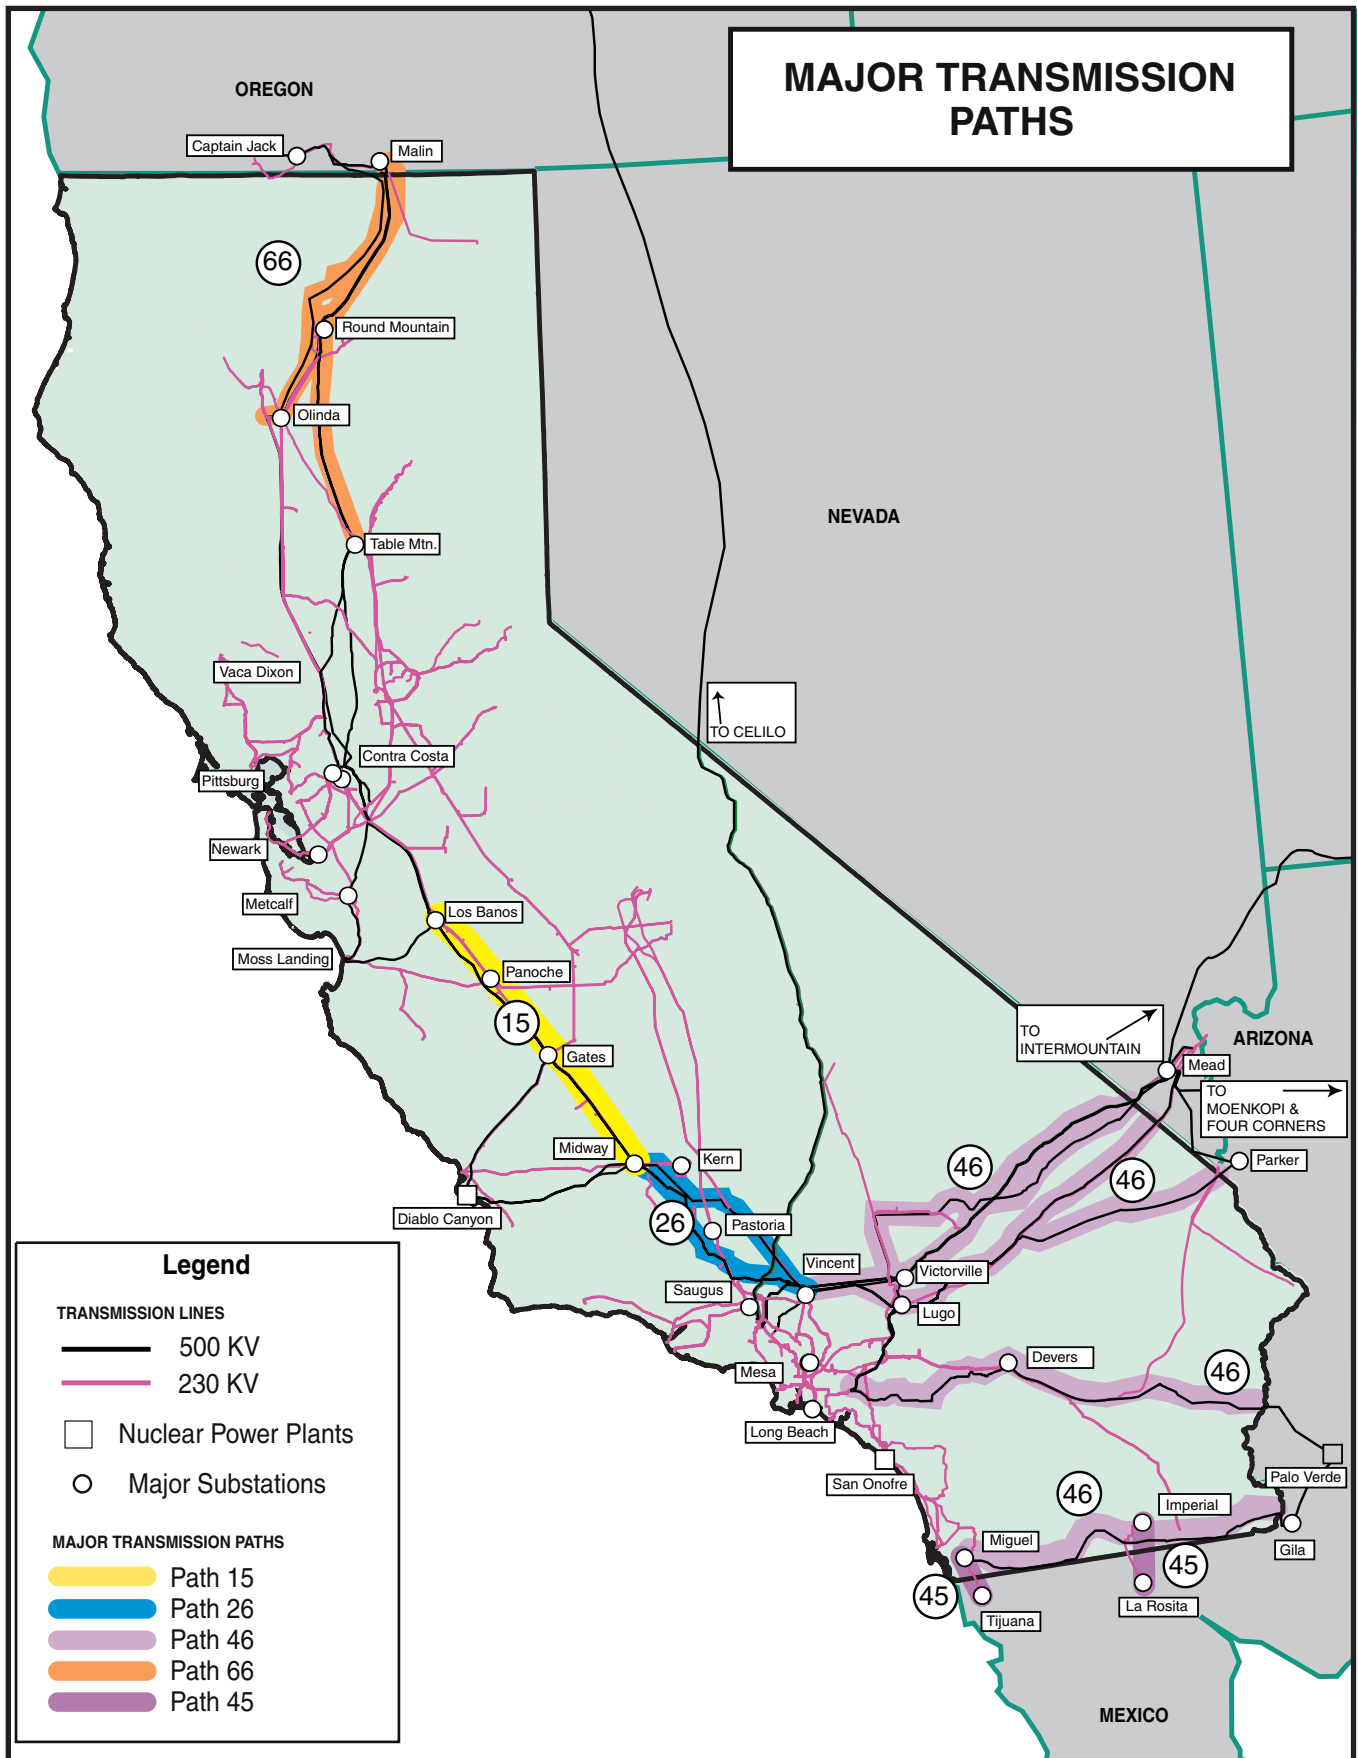 MAJOR TRANSMISSION
PATHS
OREGON
Captain Jack
Malin
66
Round Mountain
Olinda
NEVADA
Table Mtn.
Vaca Dixon
TO CELILO
Contra Costa
Pittsburg
Newark
Metcalf
Los Banos
Moss Landing
Panoche
15
TO
INTERMOUNTAIN
ARIZONA
Gates
Mead
TO
MOENKOPI &
FOUR CORNERS
Midway
Kern
46
46
Parker
Diablo Canyon
26
Pastoria
Vincent
Victorville
Saugus
Lugo
Mesa
Devers
46
Long Beach
San Onofre
Palo Verde
46
Imperial
Miguel
Gila
45
45
La Rosita
Tijuana
MEXICO
Legend
TRANSMISSION LINES
500 KV
230 KV
Nuclear Power Plants
Major Substations
MAJOR TRANSMISSION PATHS
Path 15
Path 26
Path 46
Path 66
Path 45